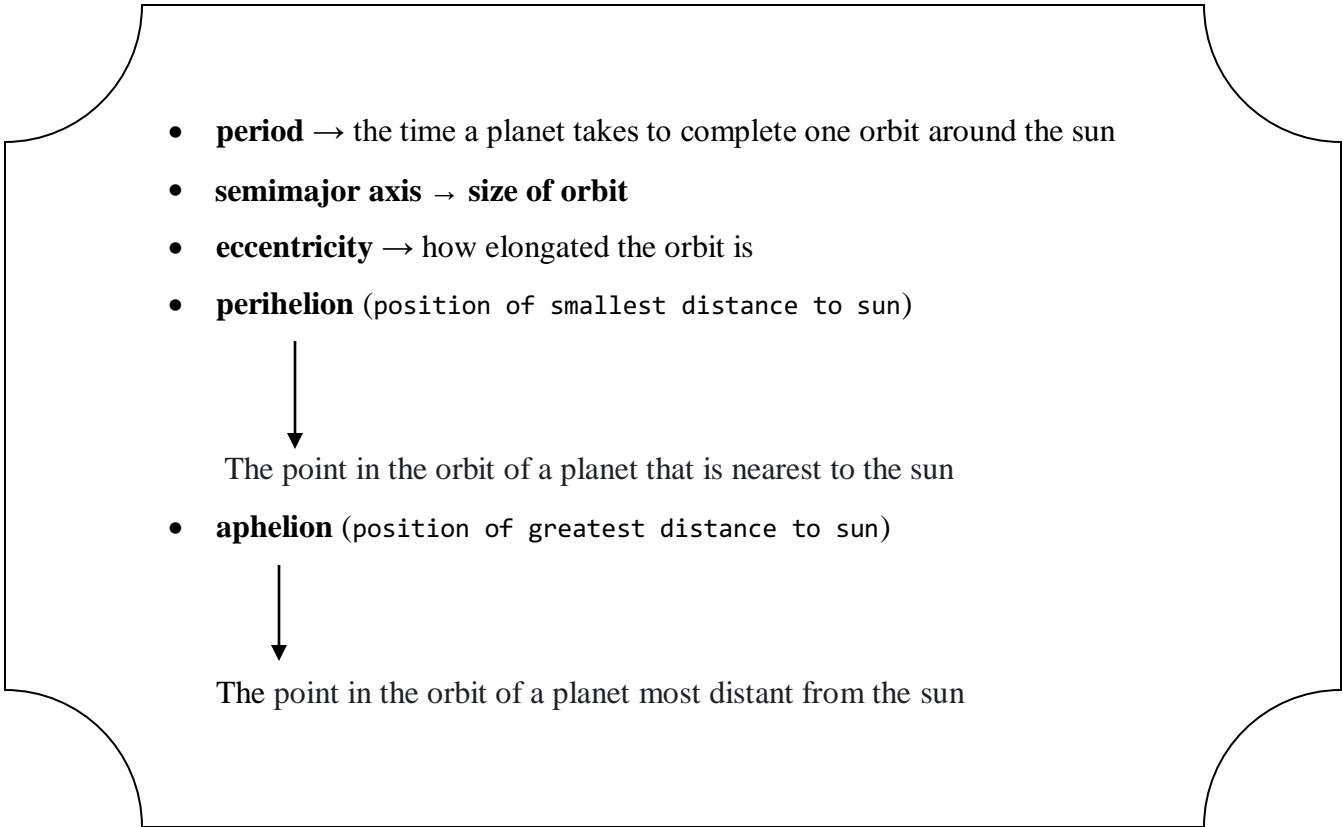 • period → the time a planet takes to complete one orbit around the sun
• semimajor axis → size of orbit
• eccentricity → how elongated the orbit is
• perihelion (position of smallest distance to sun)
The point in the orbit of a planet that is nearest to the sun
• aphelion (position of greatest distance to sun)
The point in the orbit of a planet most distant from the sun